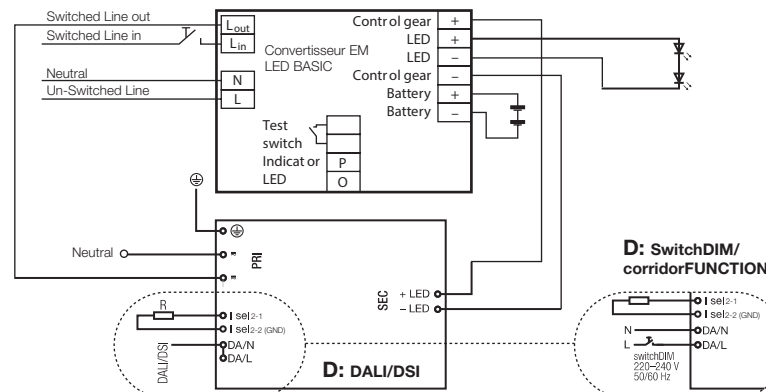 Switched Line out
Switched Line in
Neutral
Un-Switched Line
Lout
Lin
N
L
Convertisseur EM
LED BASIC
Control gear +
LED +
LED –
Control gear –
Battery +
Battery –
Test
switch
Indicator P
LED O
Neutral
PRI
SEC
+ LED
– LED
R
I sel2-1
I sel2-2 (GND)
DA/N
DA/L
DALI/DSI
D: DALI/DSI
D: SwitchDIM/
corridorFUNCTION
I sel2-1
I sel2-2 (GND)
N DA/N
L DA/L
switchDIM
220–240 V
50/60 Hz